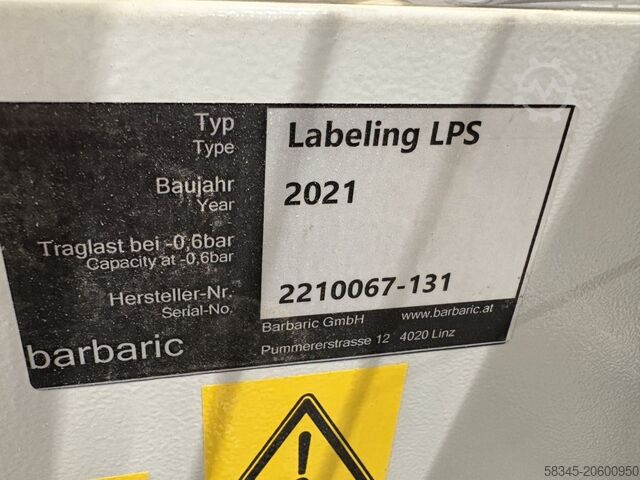 Typ
Type
Labeling LPS
Baujahr
Year
2021
Traglast bei -0,6bar
Capacity at -0,6bar
Hersteller-Nr.
Serial-No.
2210067-131
barbaric
Barbaric GmbH www.barbaric.at
Pummererstrasse 12 4020 Linz
!
58345-20600950